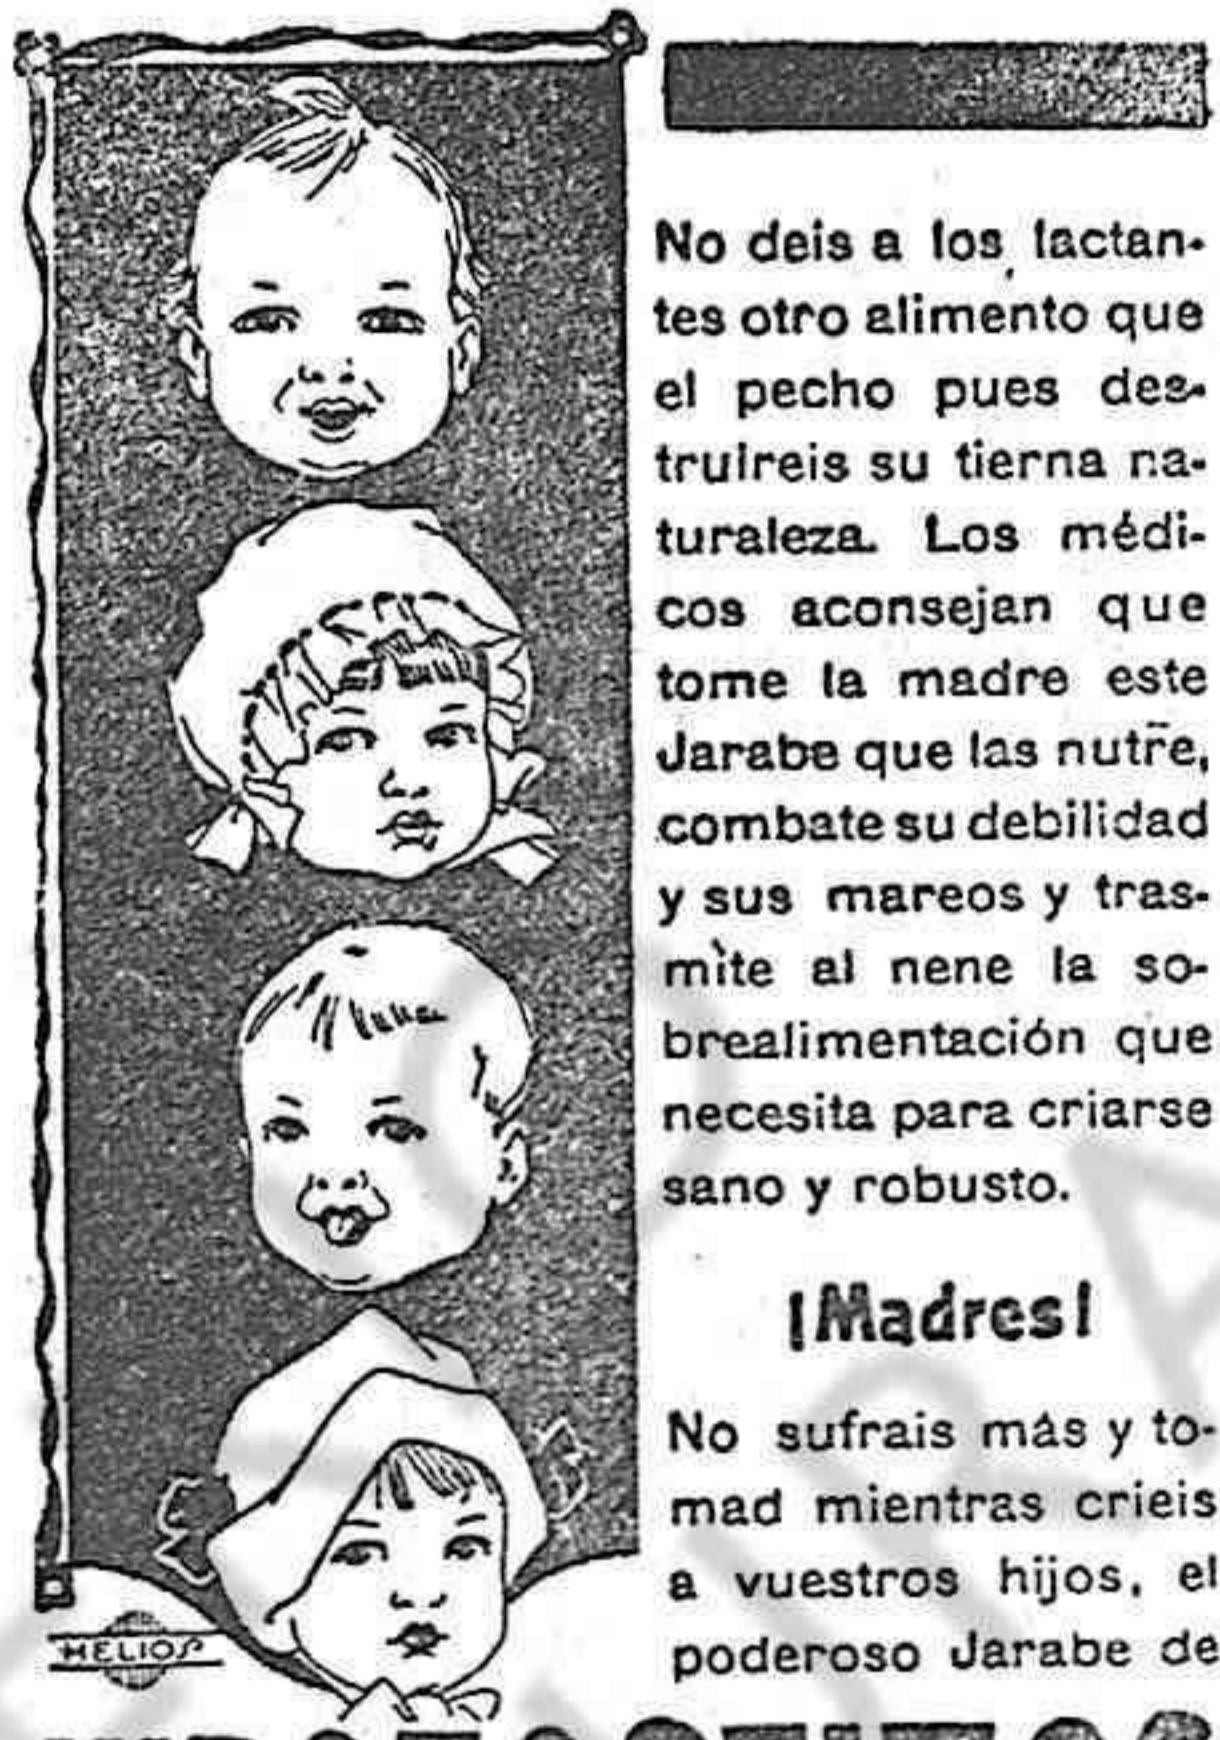 No deis a los lactan-
tes otro alimento que
el pecho pues des-
truireis su tierna na-
turaleza. Los médi-
cos aconsejan que
tome la madre este
Jarabe que las nutre,
combate su debilidad
y sus mareos y tras-
mite al nene la so-
brealimentación que
necesita para criarse
sano y robusto.
¡Madres!
No sufrais más y to-
mad mientras crieis
a vuestros hijos, el
poderoso Jarabe de
HELIOS